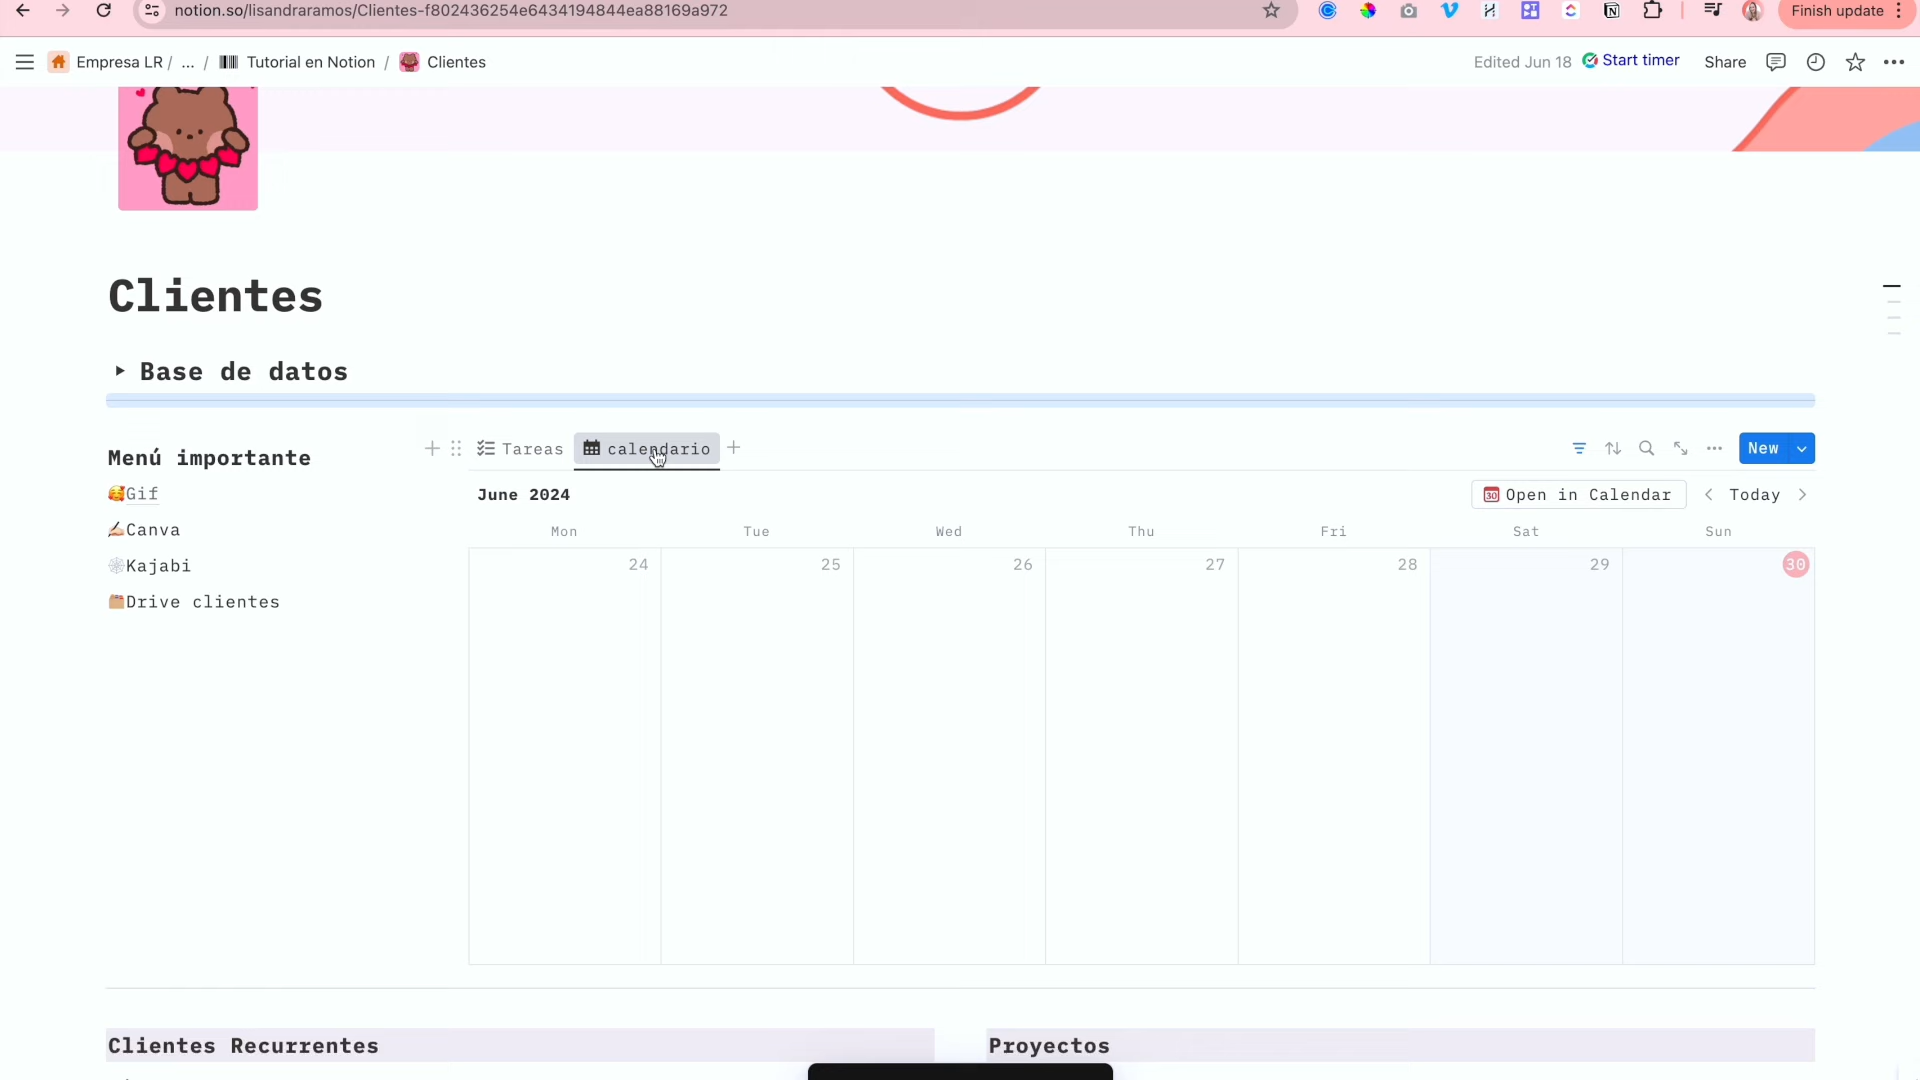 notion.so/lisandraramos/Clientes-f802436254e6434194844ea88169a972
Finish update
Empresa LR / ... / Tutorial en Notion / Clientes
Edited Jun 18 Start timer Share
Clientes
Base de datos
Menú importante
Gif
Canva
Kajabi
Drive clientes
Tareas calendario
New
June 2024
30 Open in Calendar Today
Mon Tue Wed Thu Fri Sat Sun
24 25 26 27 28 29 30
Clientes Recurrentes
Proyectos